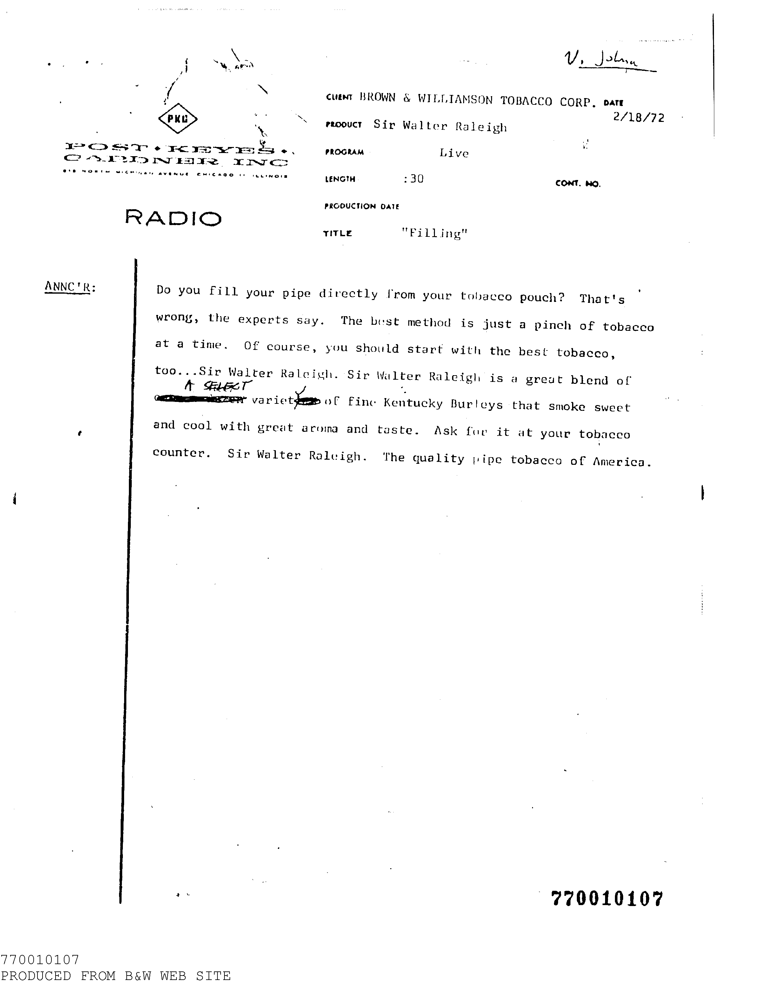 V. Johna
CLIENT BROWN & WILLIAMSON TOBACCO CORP. DATE
2/18/72
PKG
PRODUCT Sir Walter Raleigh
POST • KEYES •
GARDNER INC
PROGRAM Live
NORTH MICHIGAN AVENUE CHICAGO 11 ILLINOIS
LENGTH :30 CONT. NO.
PRODUCTION DATE
RADIO
TITLE "Filling"
ANNC'R:
Do you fill your pipe directly from your tobacco pouch? That's
wrong, the experts say. The best method is just a pinch of tobacco
at a time. Of course, you should start with the best tobacco,
too...Sir Walter Raleigh. Sir Walter Raleigh is a great blend of
A SELECT
variety of fine Kentucky Burleys that smoke sweet
and cool with great aroma and taste. Ask for it at your tobacco
counter. Sir Walter Raleigh. The quality pipe tobacco of America.
770010107
770010107
PRODUCED FROM B&W WEB SITE